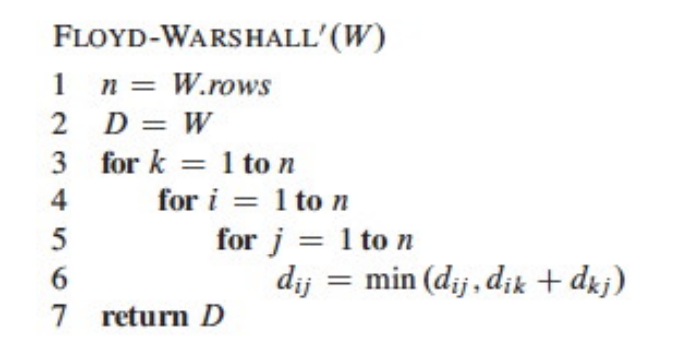 FLOYD-WARSHALL′(W)
1 n = W.rows
2 D = W
3 for k = 1 to n
4 for i = 1 to n
5 for j = 1 to n
6 dij = min (dij, dik + dkj)
7 return D